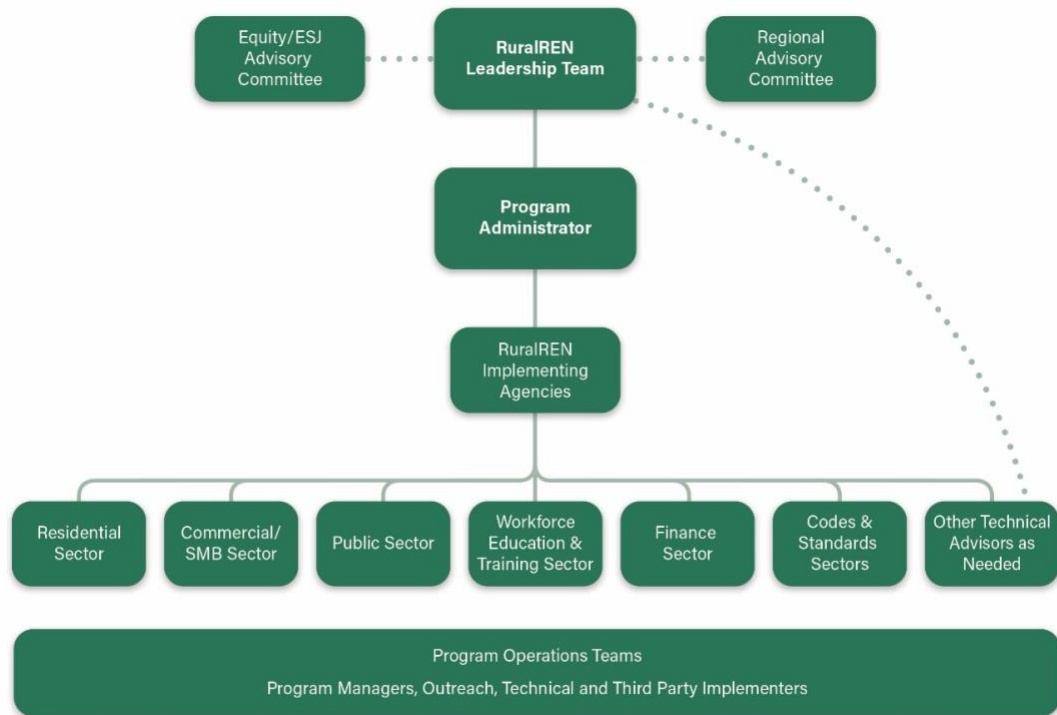 Equity/ESJ
Advisory
Committee
RuralREN
Leadership Team
Regional
Advisory
Committee
Program
Administrator
RuralREN
Implementing
Agencies
Residential
Sector
Commercial/
SMB Sector
Public Sector
Workforce
Education &
Training Sector
Finance
Sector
Codes &
Standards
Sectors
Other Technical
Advisors as
Needed
Program Operations Teams
Program Managers, Outreach, Technical and Third Party Implementers